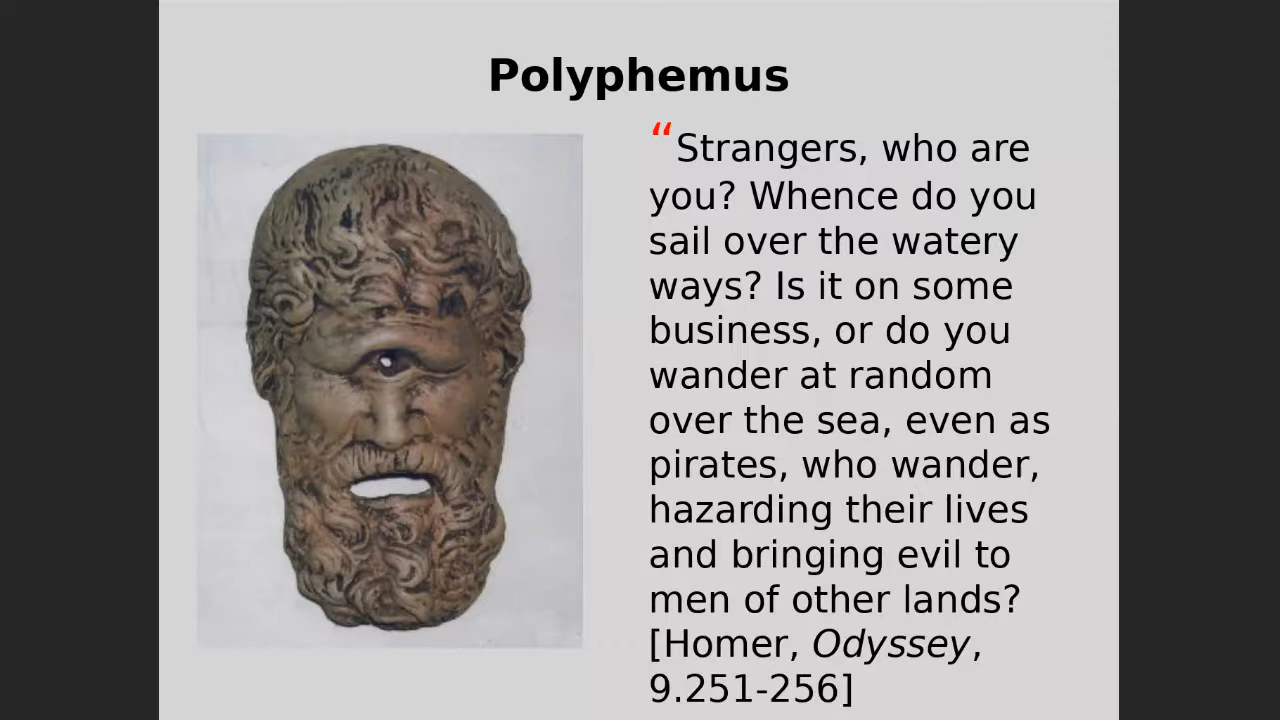 Polyphemus
“Strangers, who are
you? Whence do you
sail over the watery
ways? Is it on some
business, or do you
wander at random
over the sea, even as
pirates, who wander,
hazarding their lives
and bringing evil to
men of other lands?
[Homer, Odyssey,
9.251-256]